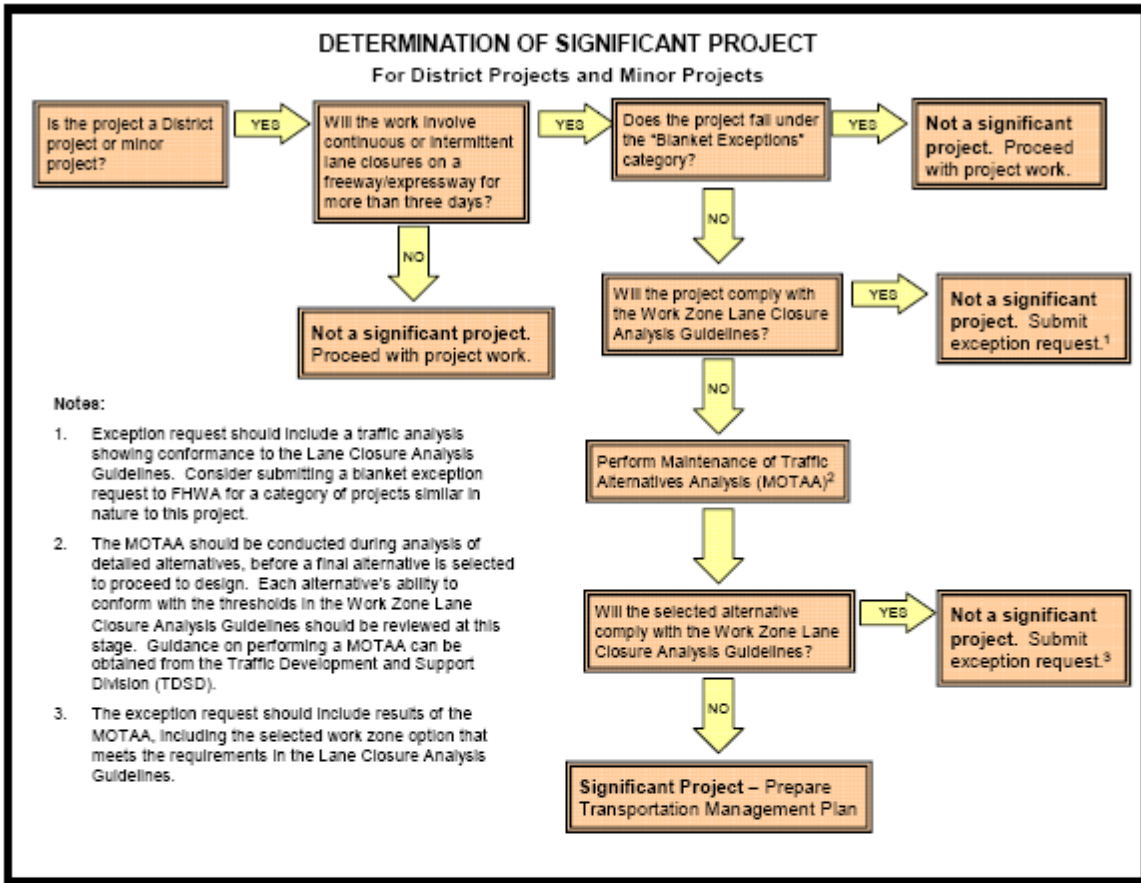 DETERMINATION OF SIGNIFICANT PROJECT
For District Projects and Minor Projects
Is the project a District
project or minor
project?
YES
Will the work involve
continuous or intermittent
lane closures on a
freeway/expressway for
more than three days?
YES
Does the project fall under
the "Blanket Exceptions"
category?
YES
Not a significant
project. Proceed
with project work.
NO
NO
Not a significant project.
Proceed with project work.
Will the project comply with
the Work Zone Lane Closure
Analysis Guidelines?
YES
Not a significant
project. Submit
exception request.1
NO
Perform Maintenance of Traffic
Alternatives Analysis (MOTAA)2
Will the selected alternative
comply with the Work Zone Lane
Closure Analysis Guidelines?
YES
Not a significant
project. Submit
exception request.3
NO
Significant Project – Prepare
Transportation Management Plan
Notes:
1. Exception request should include a traffic analysis
showing conformance to the Lane Closure Analysis
Guidelines. Consider submitting a blanket exception
request to FHWA for a category of projects similar in
nature to this project.
2. The MOTAA should be conducted during analysis of
detailed alternatives, before a final alternative is selected
to proceed to design. Each alternative's ability to
conform with the thresholds in the Work Zone Lane
Closure Analysis Guidelines should be reviewed at this
stage. Guidance on performing a MOTAA can be
obtained from the Traffic Development and Support
Division (TDSD).
3. The exception request should include results of the
MOTAA, including the selected work zone option that
meets the requirements in the Lane Closure Analysis
Guidelines.